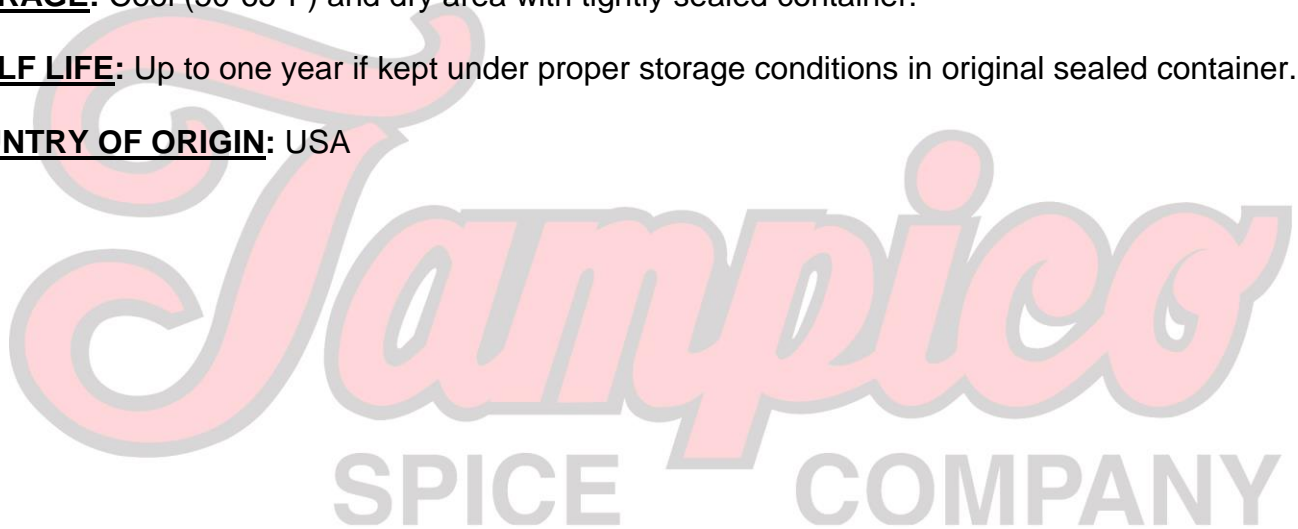 RAGE: Cool (50-65°F) and dry area with tightly sealed container.
LF LIFE: Up to one year if kept under proper storage conditions in original sealed container.
UNTRY OF ORIGIN: USA
Tampico
SPICE COMPANY